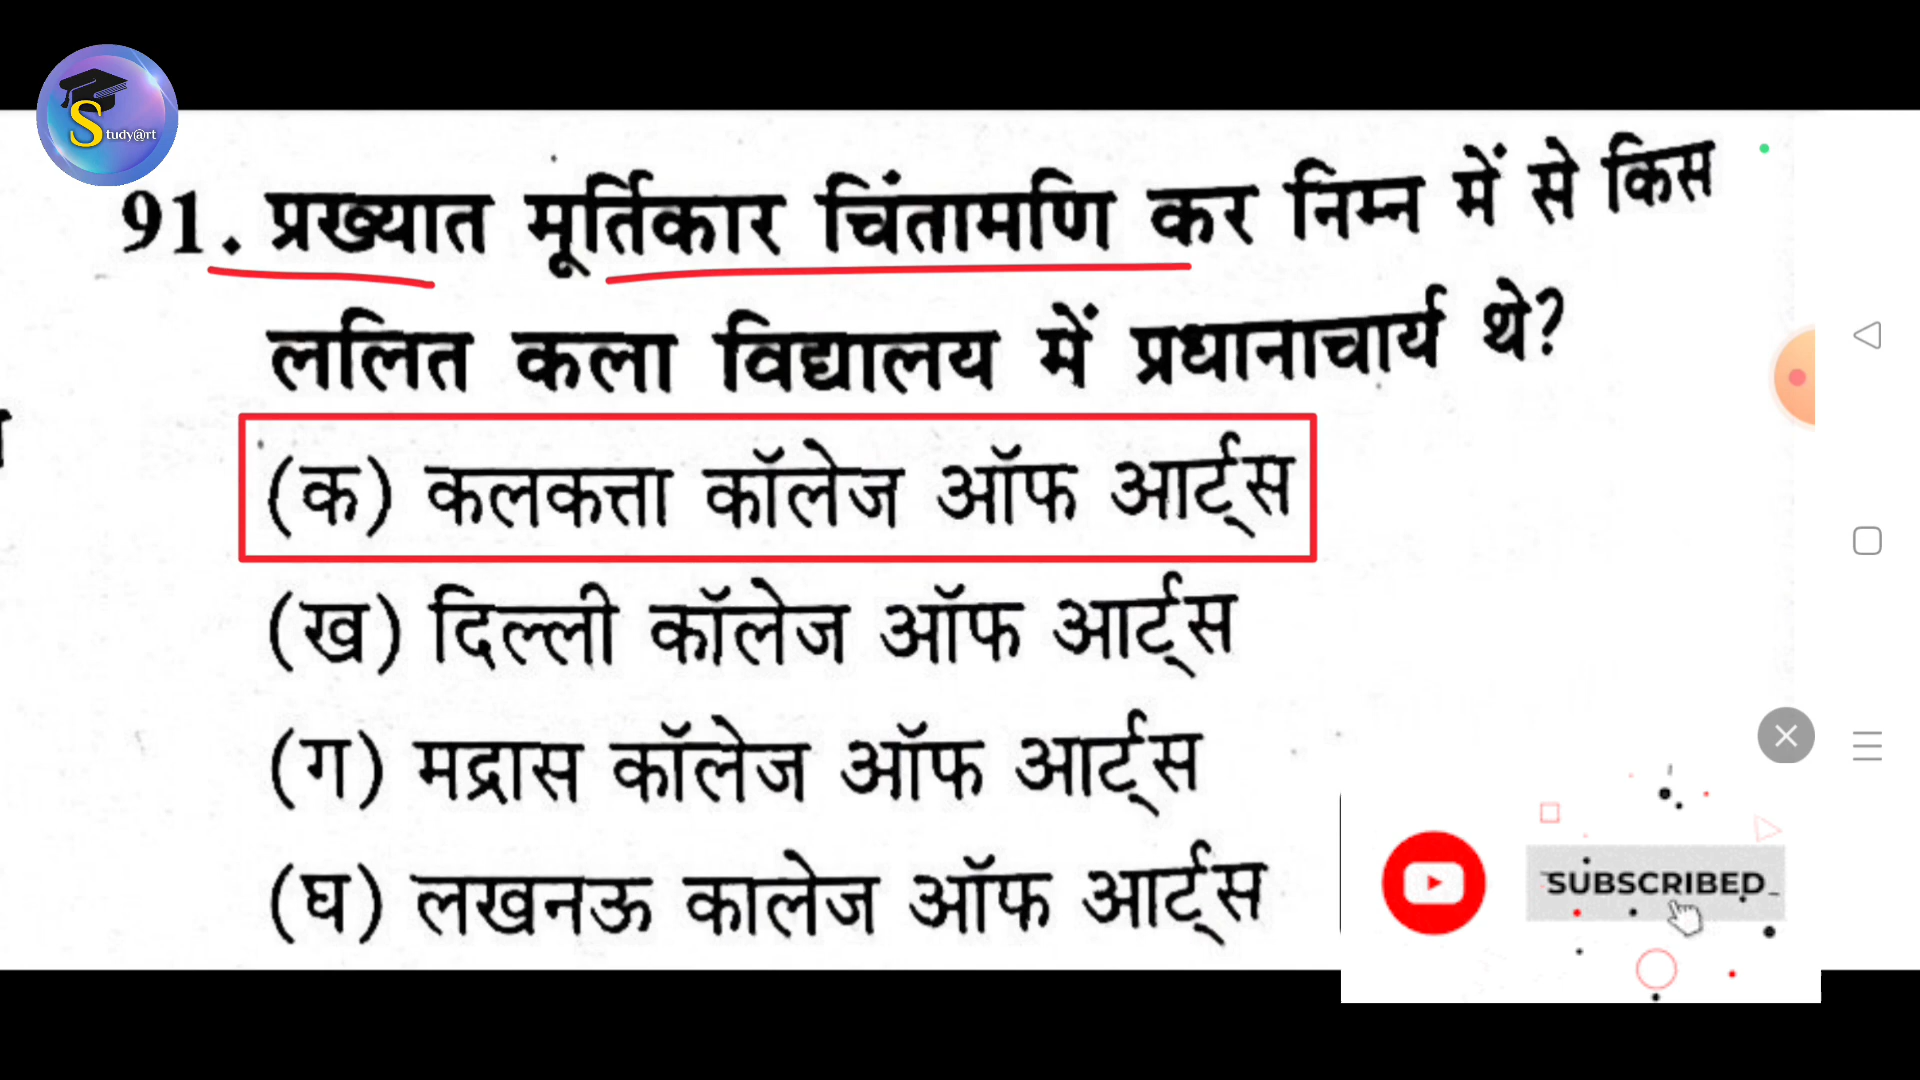 Study@rt
91. प्रख्यात मूर्तिकार चिंतामणि कर निम्न में से किस
ललित कला विद्यालय में प्रधानाचार्य थे?
(क) कलकत्ता कॉलेज ऑफ आर्ट्स
(ख) दिल्ली कॉलेज ऑफ आर्ट्स
(ग) मद्रास कॉलेज ऑफ आर्ट्स
(घ) लखनऊ कालेज ऑफ आर्ट्स
SUBSCRIBED